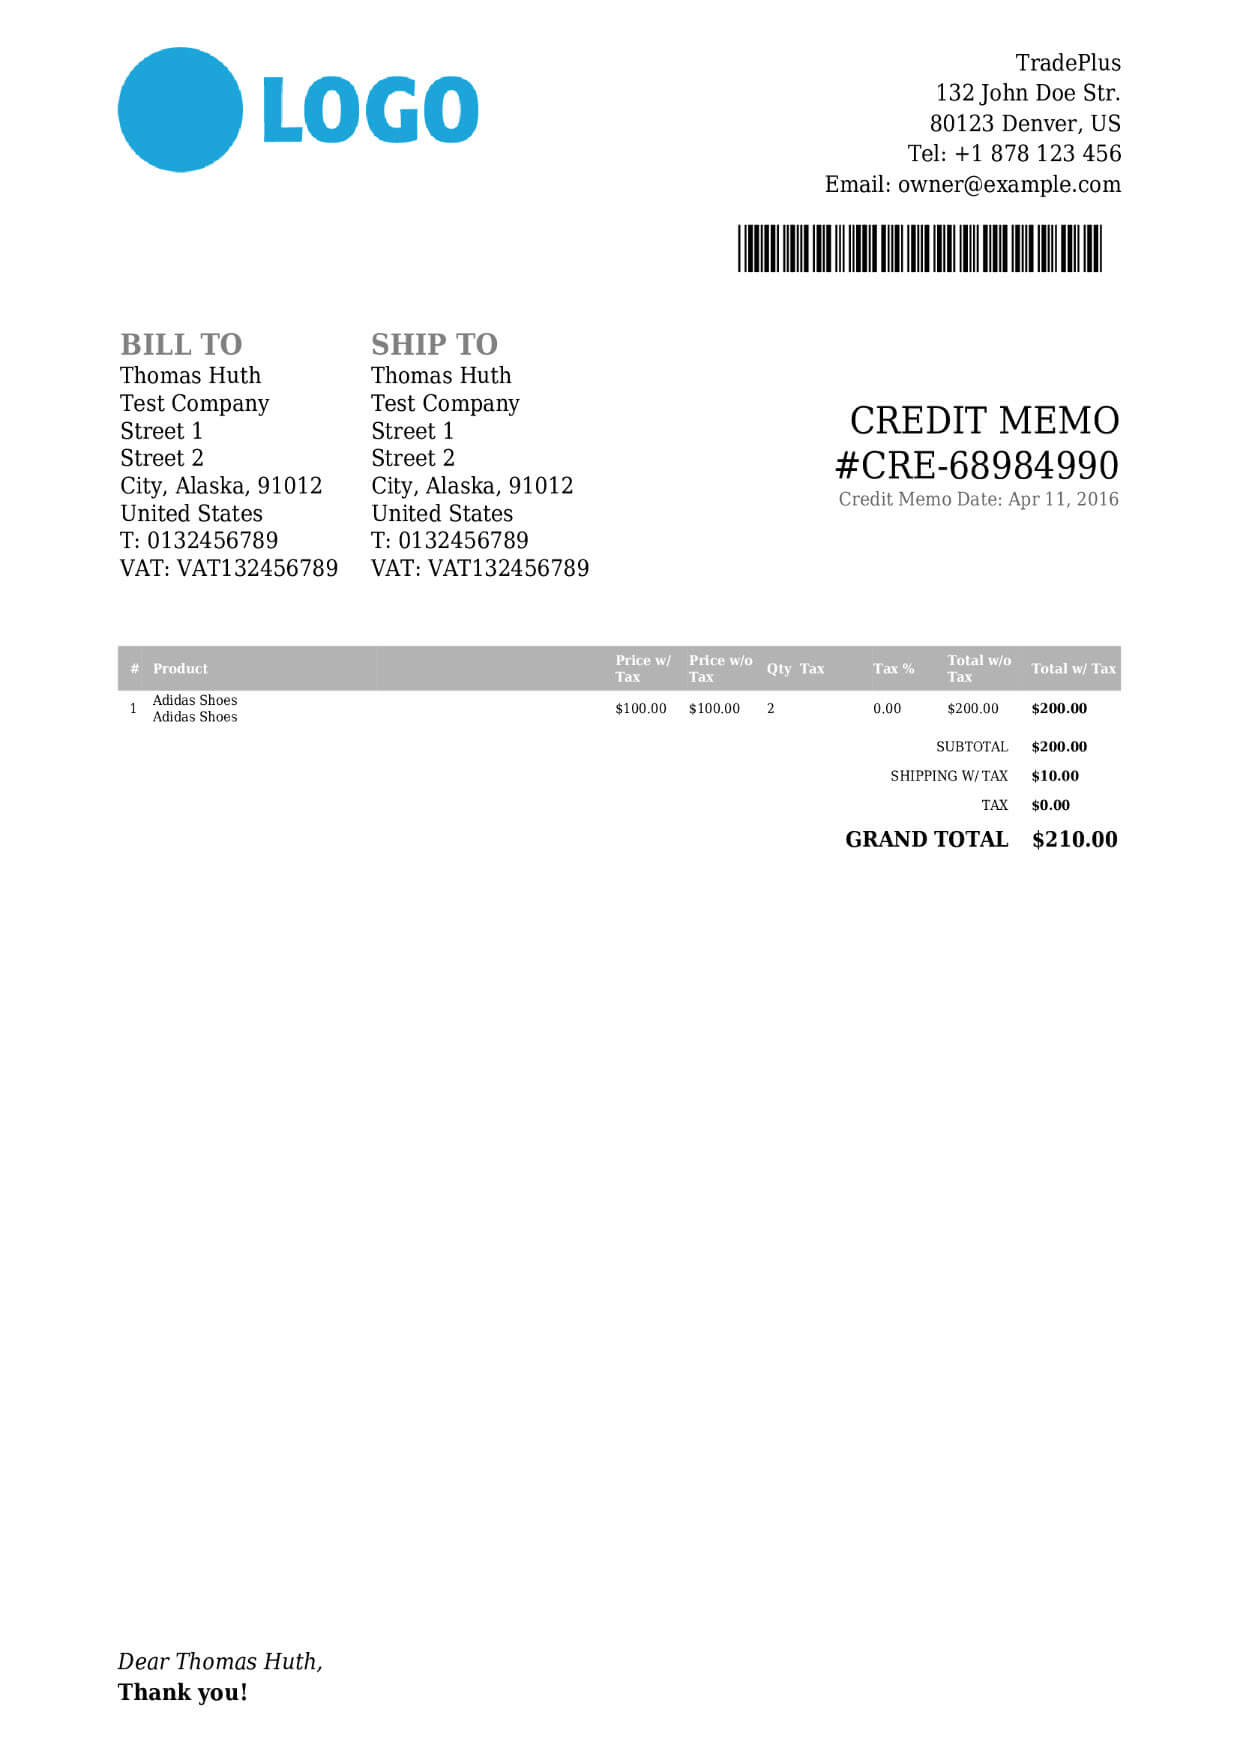 LOGO
TradePlus
132 John Doe Str.
80123 Denver, US
Tel: +1 878 123 456
Email: owner@example.com
BILL TO
Thomas Huth
Test Company
Street 1
Street 2
City, Alaska, 91012
United States
T: 0132456789
VAT: VAT132456789
SHIP TO
Thomas Huth
Test Company
Street 1
Street 2
City, Alaska, 91012
United States
T: 0132456789
VAT: VAT132456789
CREDIT MEMO
#CRE-68984990
Credit Memo Date: Apr 11, 2016
# Product Price w/ Tax Price w/o Tax Qty Tax Tax % Total w/o Tax Total w/ Tax
1 Adidas Shoes $100.00 $100.00 2 0.00 $200.00 $200.00
Adidas Shoes
SUBTOTAL $200.00
SHIPPING W/TAX $10.00
TAX $0.00
GRAND TOTAL $210.00
Dear Thomas Huth,
Thank you!